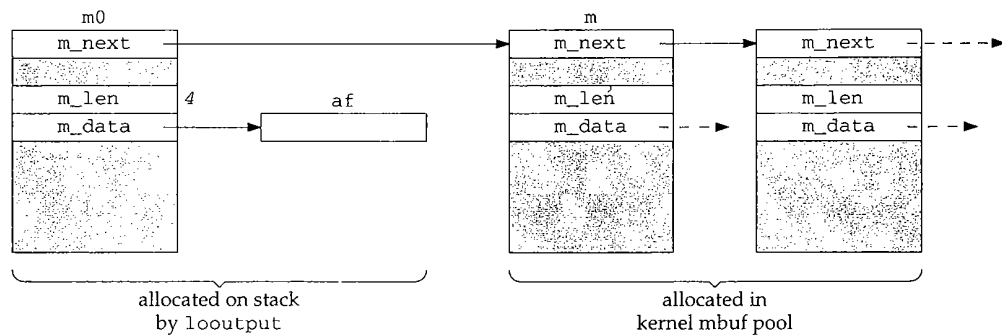 m0
m
m_next
m_next
m_next
m_len
4
af
m_len
m_len
m_data
m_data
m_data
allocated on stack
by looutput
allocated in
kernel mbuf pool